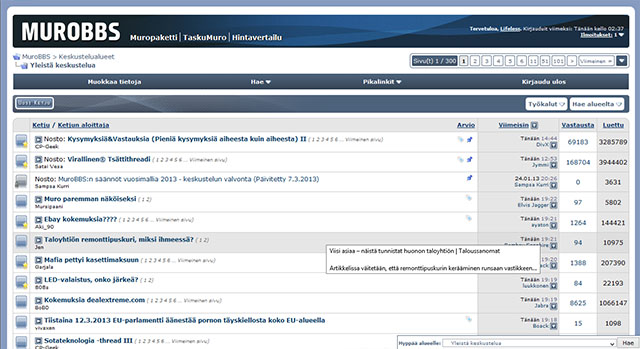 MUROBBS Muropaketti | TaskuMuro | Hintavertailu
Tervetuloa, Lifeless. Kirjauduit viimeksi: Tänään kello 02:37
Ilmoitukset: 1
MuroBBS > Keskustelualueet
Yleistä keskustelua
Sivu(t) 1 / 300 1 2 3 4 5 6 11 51 101 > Viimeinen »
Huokkaa tietoja Hae Pikalinkit Kirjaudu ulos
Uusi Ketju
Työkalut Hae alueelta
Ketju / Ketjun aloittaja Arvio Viimeisin Vastausta Luettu
Nosto: Kysymyksiä&Vastauksia (Pieniä kysymyksiä aiheesta kuin aiheesta) II ( 1 2 3 4 5 6 ... Viimeinen sivu) Tänään 14:44 69183 3285789
CP-Geek DivX
Nosto: Virallinen® Tsättithreadi ( 1 2 3 4 5 6 ... Viimeinen sivu) Tänään 12:53 168704 3944402
Satai Vexa Jymmi
Nosto: MuroBBS:n säännöt vuosimallia 2013 - keskustelun valvonta (Päivitetty 7.3.2013) 24.01.13 20:26 0 3631
Sampsa Kurri Sampsa Kurri
Muro paremman näköiseksi ( 1 2) Tänään 19:22 97 5802
Mursipaani Elvis Jagger
Ebay kokemuksia???? ( 1 2 3 4 5 6 ... Viimeinen sivu) Tänään 19:21 1264 144421
Aki_90
Taloyhtiön remonttipuskuri, miksi ihmeessä? ( 1 2) Tänään 19:21 94 10975
Jen
Viisi asiaa – näistä tunnistat huonon taloyhtiön | Taloussanomat
Artikkelissa väitetään, että remonttipuskurin kerääminen runsaan vastikkeen...
Mafia pettyi kasettimaksuun ( 1 2 3 4 5 6 ... Viimeinen sivu) 1388 207390
Garjala
LED-valaistus, onko järkeä? ( 1 2) Tänään 19:19 84 22193
808s luukkonen
Kokemuksia dealextreme.com ( 1 2 3 4 5 6 ... Viimeinen sivu) Tänään 19:19 8625 1066147
BoBO Jabra
Tiistaina 12.3.2013 EU-parlamentti äänestää pornon täyskiellosta koko EU-alueella Tänään 19:18 15 1098
vivaxen Boack
Sotateknologia -thread III ( 1 2 3 4 5 6 ... Viimeinen sivu)
CP-Geek
Hyppää alueelle: Yleistä keskustelua Hae